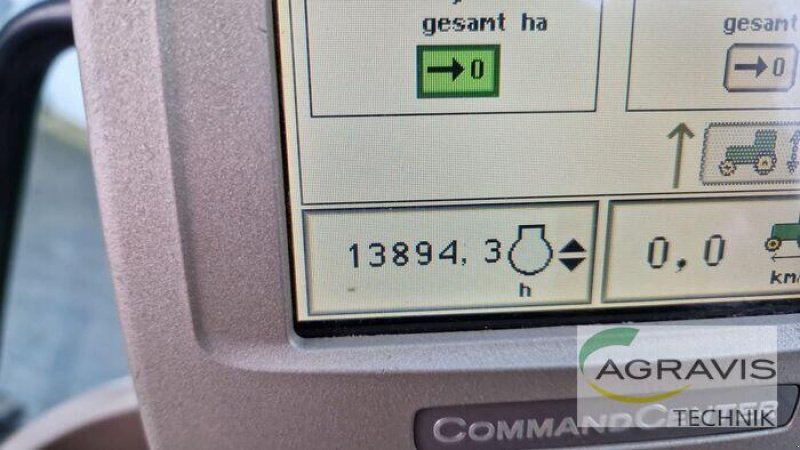 gesamt ha
gesamt
→0
→0
13894,3
h
0,0
km/
AGRAVIS
TECHNIK
COMMANDCENTER